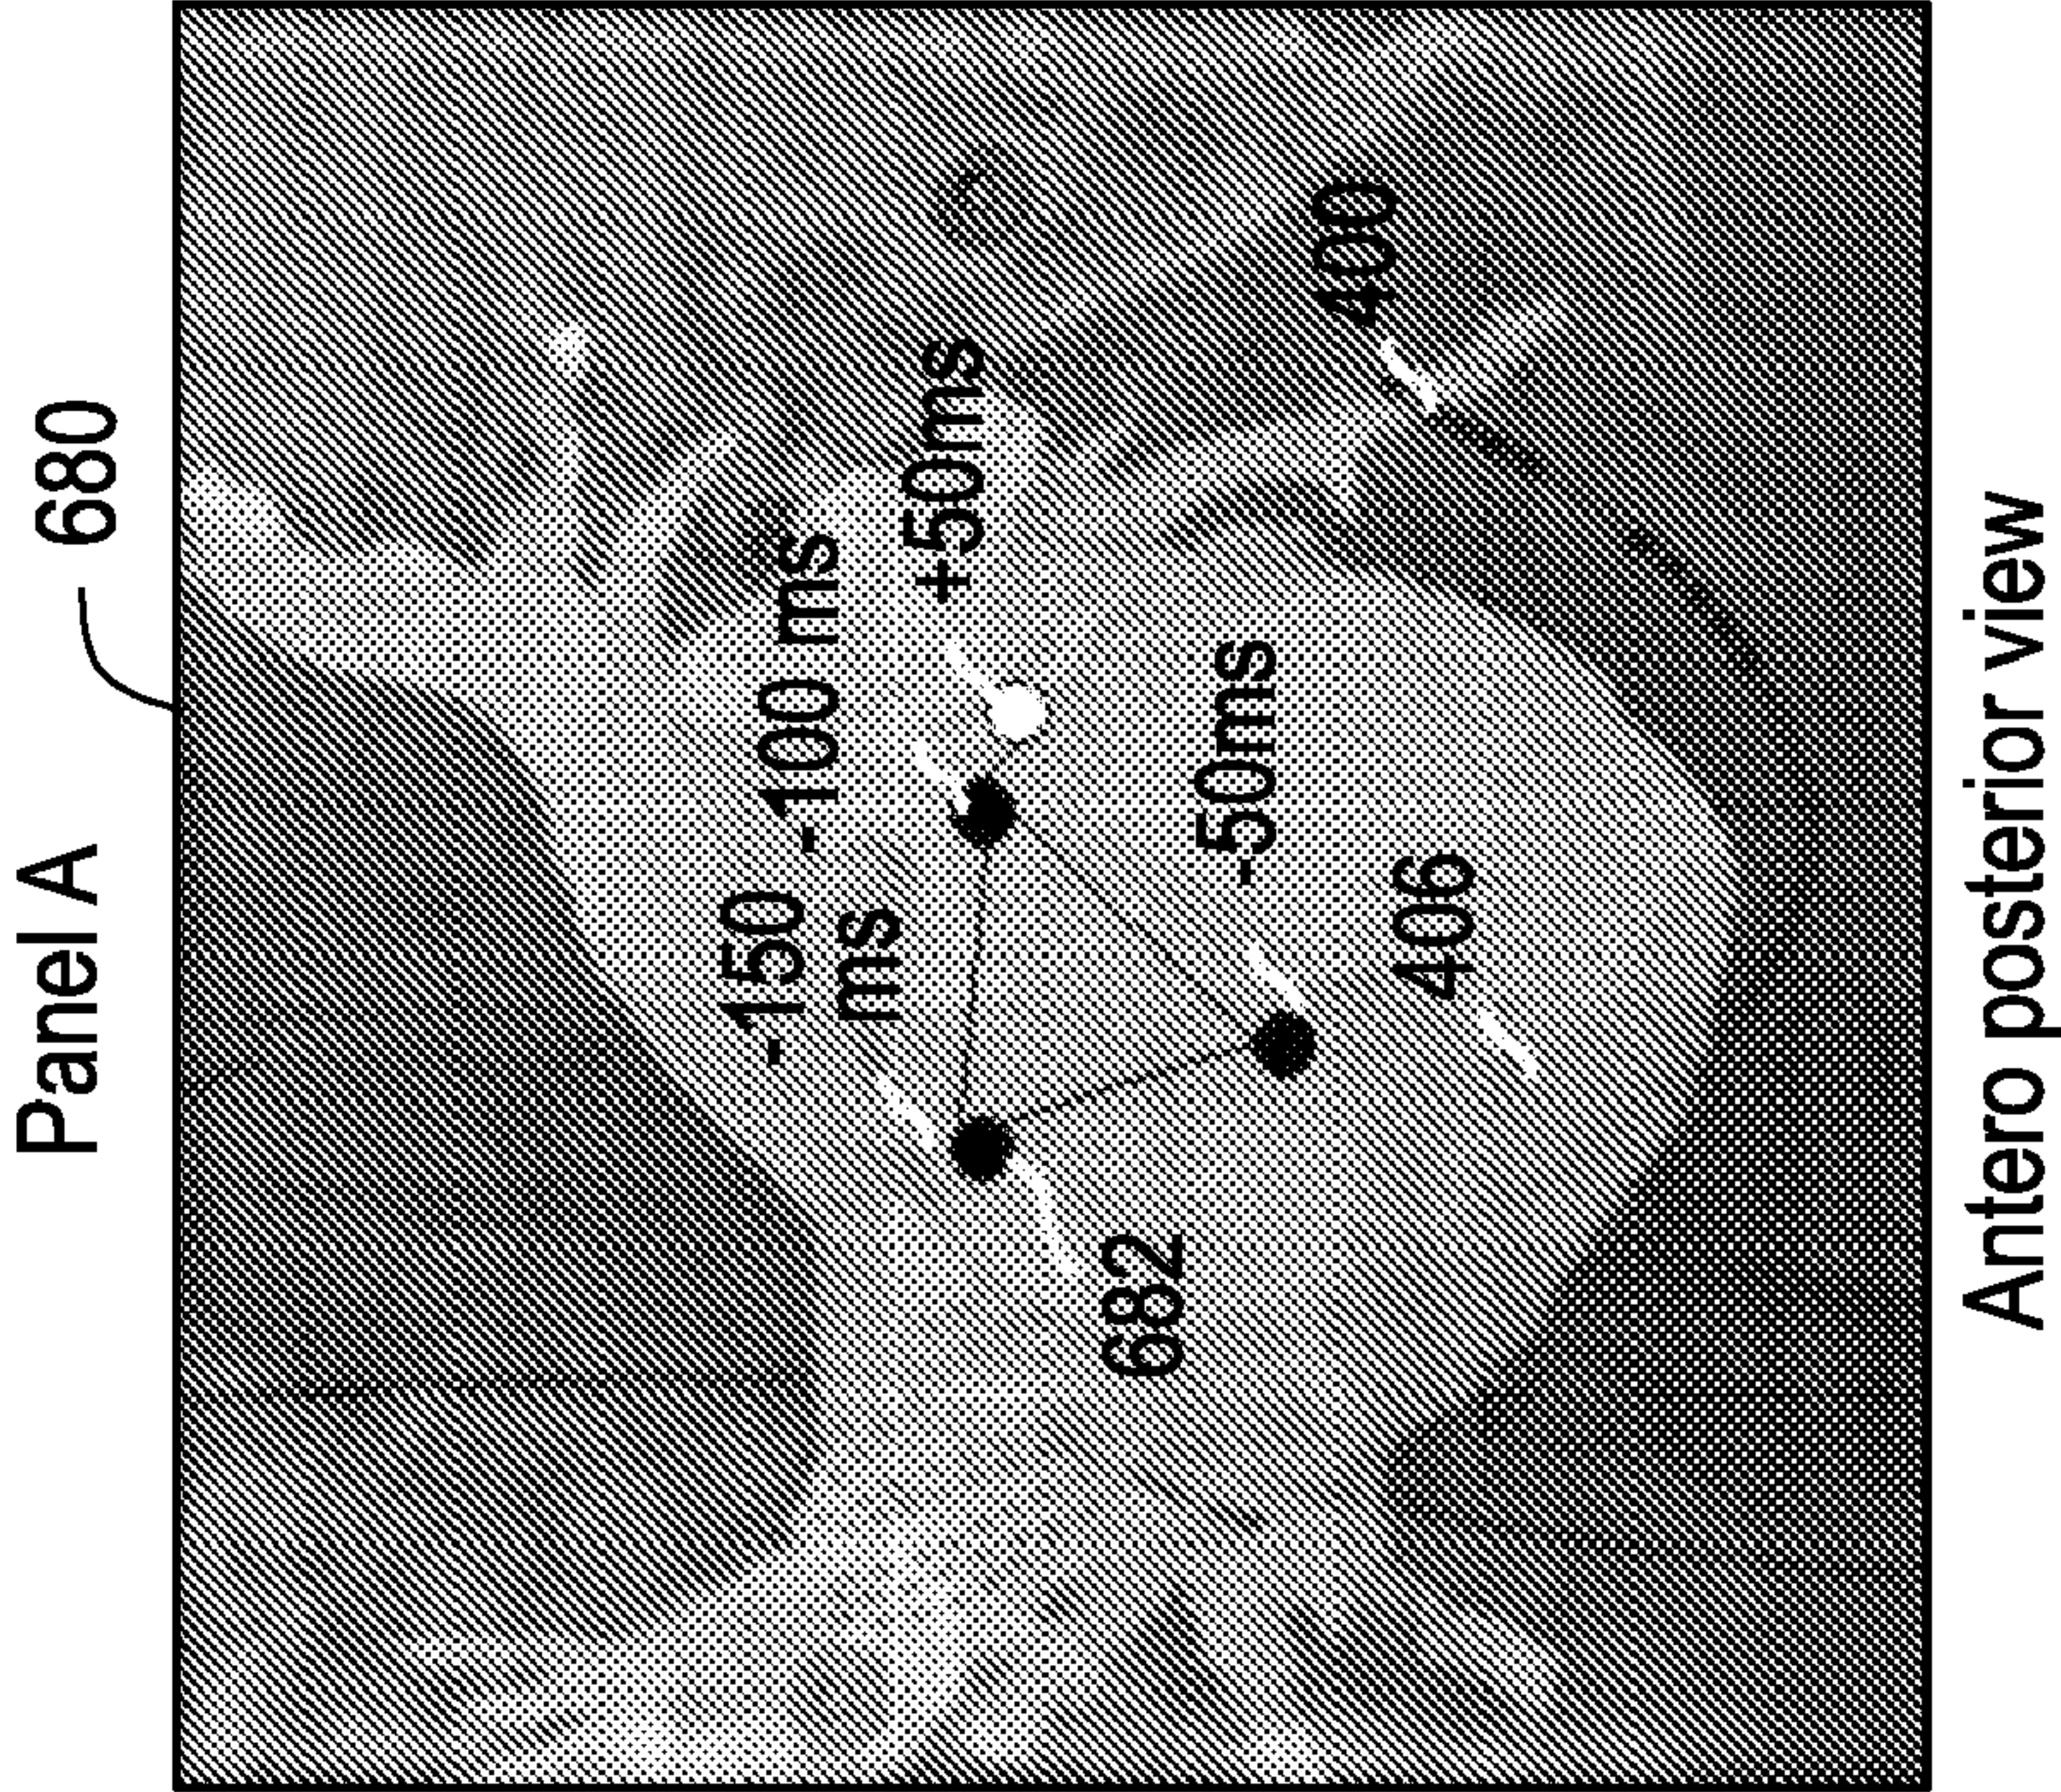 Panel A
680
-150
ms
-100 ms
+50ms
-50ms
400
406
682
Antero posterior view